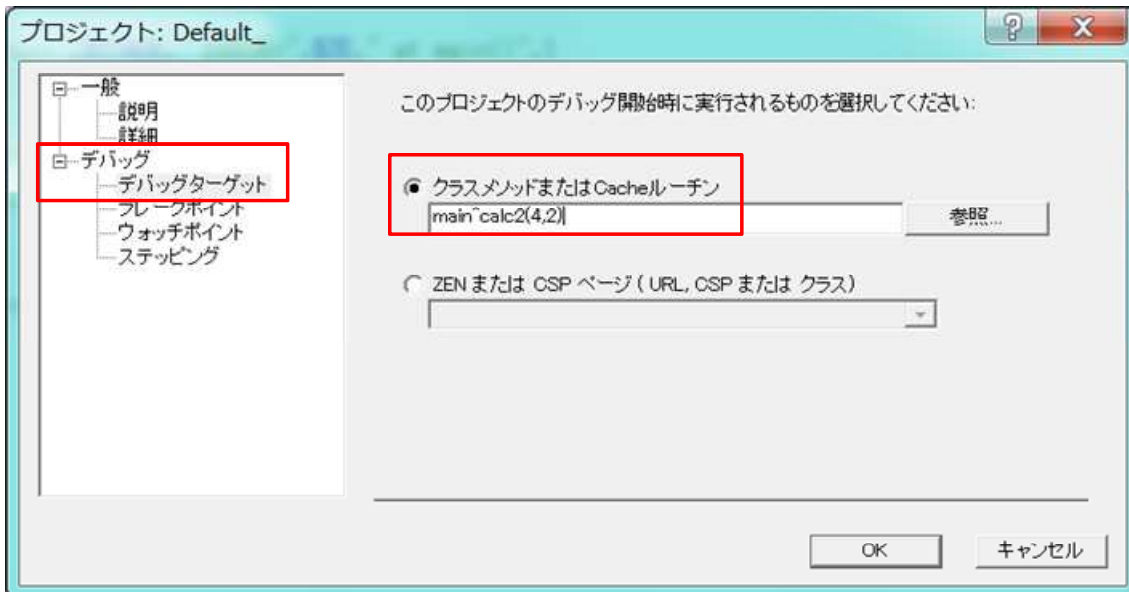 プロジェクト: Default_
一般
説明
詳細
デバッグ
デバッグターゲット
ブレークポイント
ウォッチポイント
ステッピング
このプロジェクトのデバッグ開始時に実行されるものを選択してください:
クラスメソッドまたはCacheルーチン
main^calc2(4,2)
参照...
ZEN または CSP ページ ( URL, CSP または クラス)
OK
キャンセル